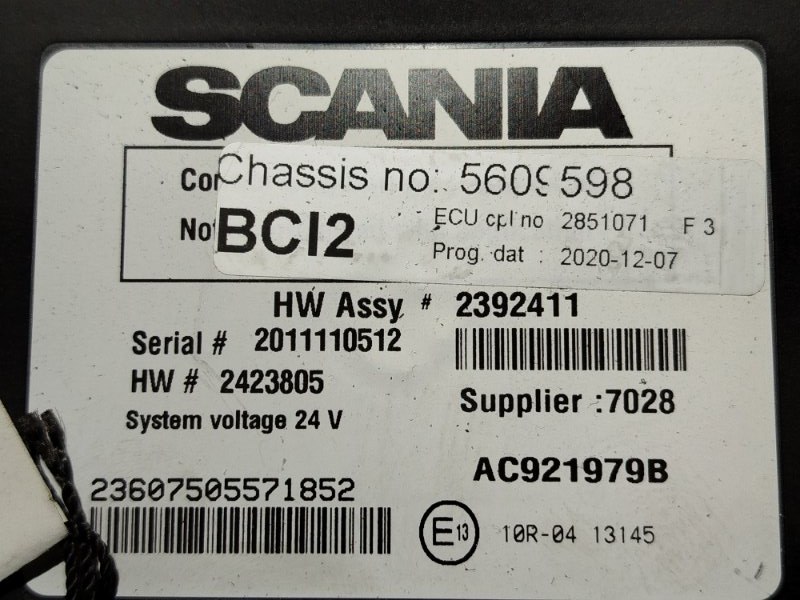 SCANIA
Chassis no: 5609598
BCI2
ECU cpl no 2851071 F 3
Prog. dat : 2020-12-07
HW Assy # 2392411
Serial # 2011110512
HW # 2423805
System voltage 24 V
Supplier :7028
AC921979B
23607505571852
E13 10R-04 13145